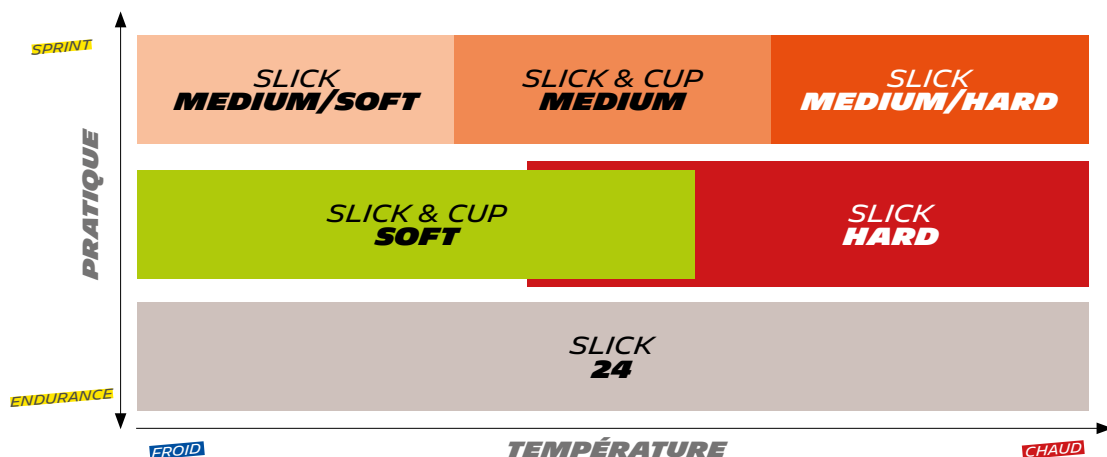 SPRINT
SLICK
MEDIUM/SOFT
SLICK & CUP
MEDIUM
SLICK
MEDIUM/HARD
PRATIQUE
SLICK & CUP
SOFT
SLICK
HARD
SLICK
24
ENDURANCE
FROID
TEMPÉRATURE
CHAUD